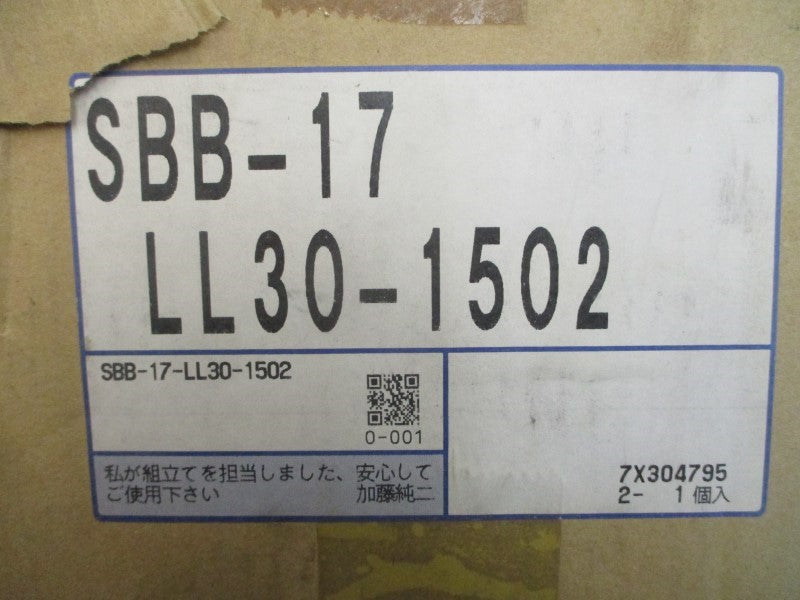 SBB-17
LL30-1502
SBB-17-LL30-1502
0-001
私が組立てを担当しました、安心して
ご使用下さい 加藤純二
7X304795
2- 1個入